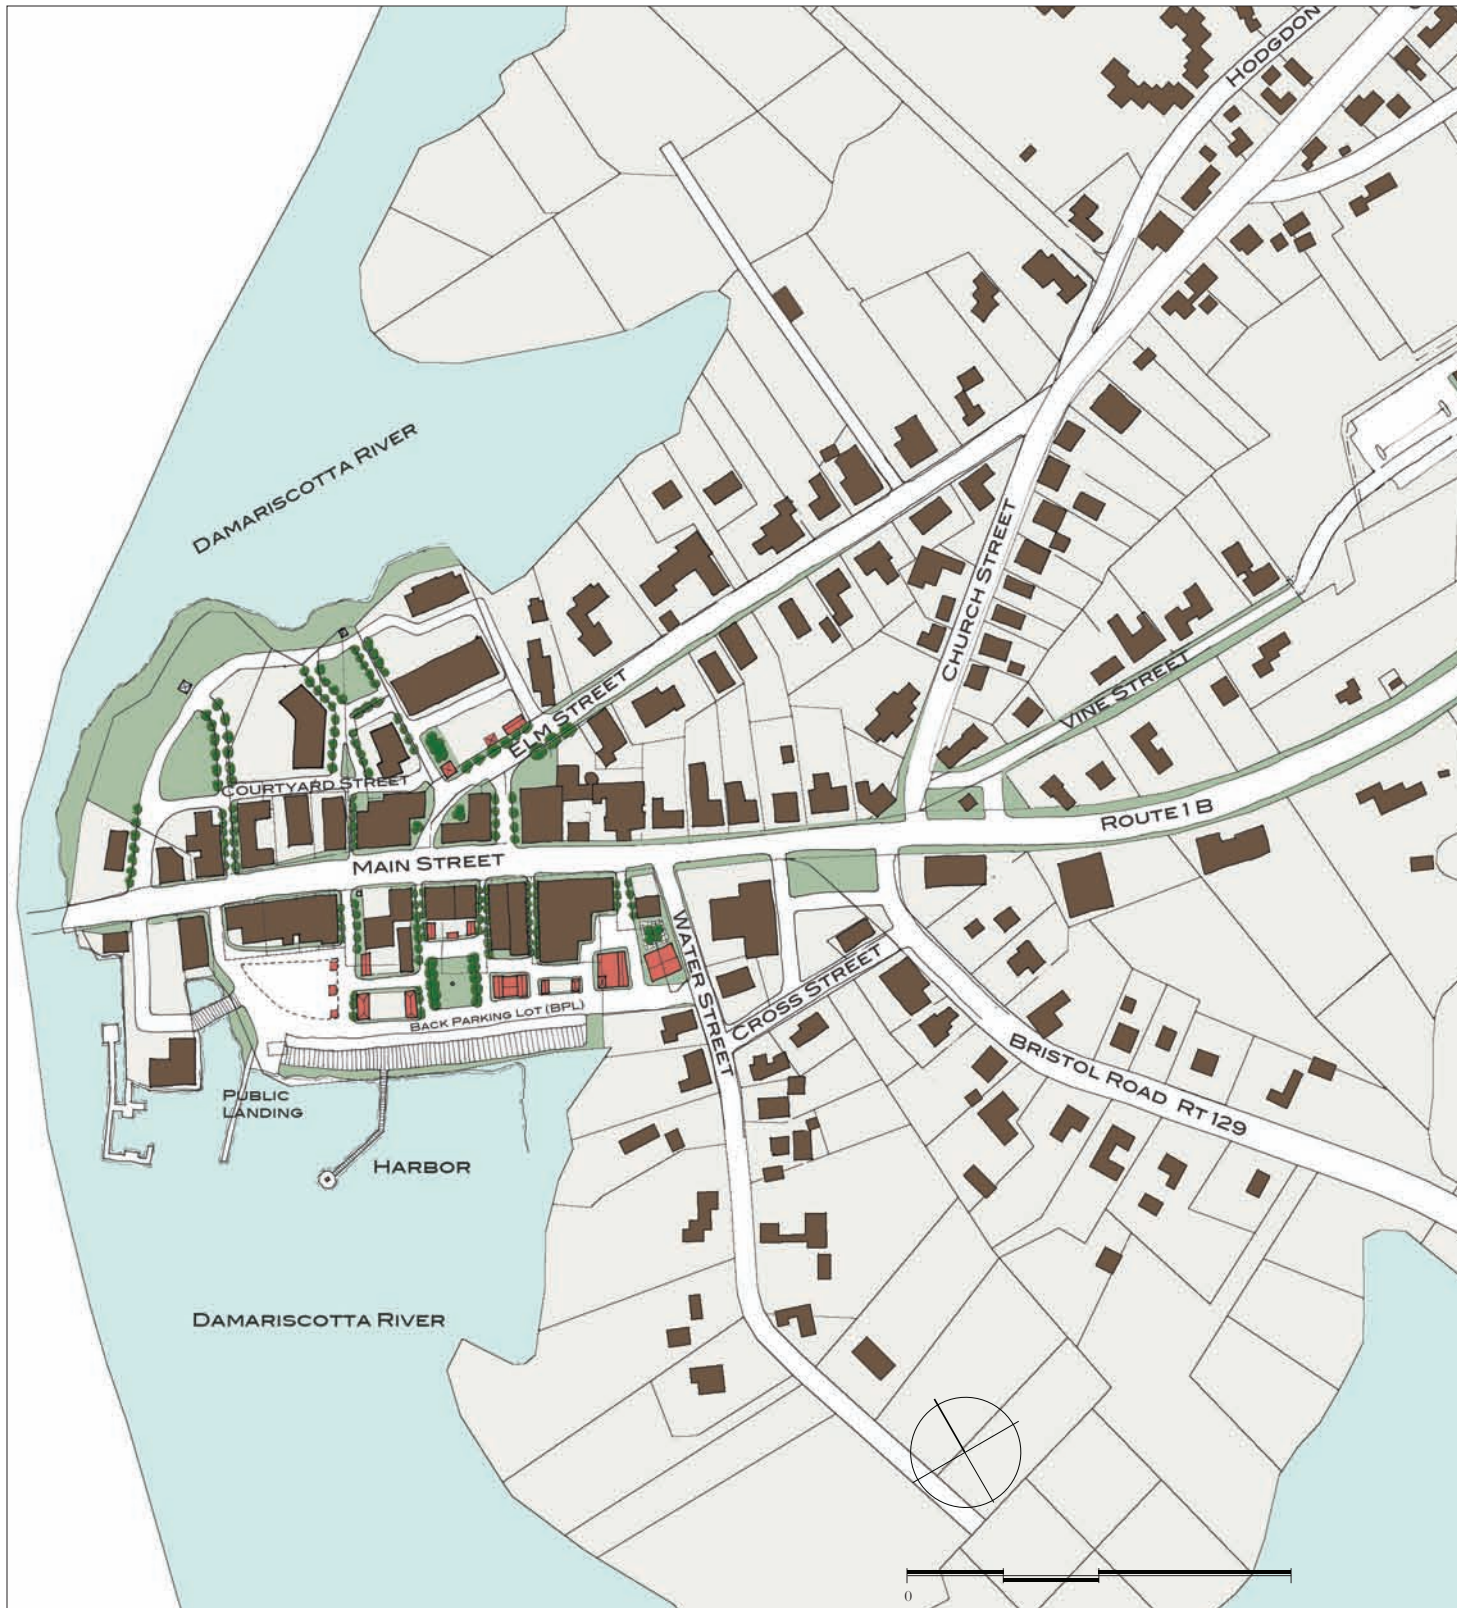 HODGDON
DAMARISCOTTA RIVER
CHURCH STREET
ELM STREET
VINE STREET
COURTYARD STREET
ROUTE 1 B
MAIN STREET
WATER STREET
CROSS STREET
BACK PARKING LOT (BPL)
BRISTOL ROAD RT 129
PUBLIC
LANDING
HARBOR
DAMARISCOTTA RIVER
0